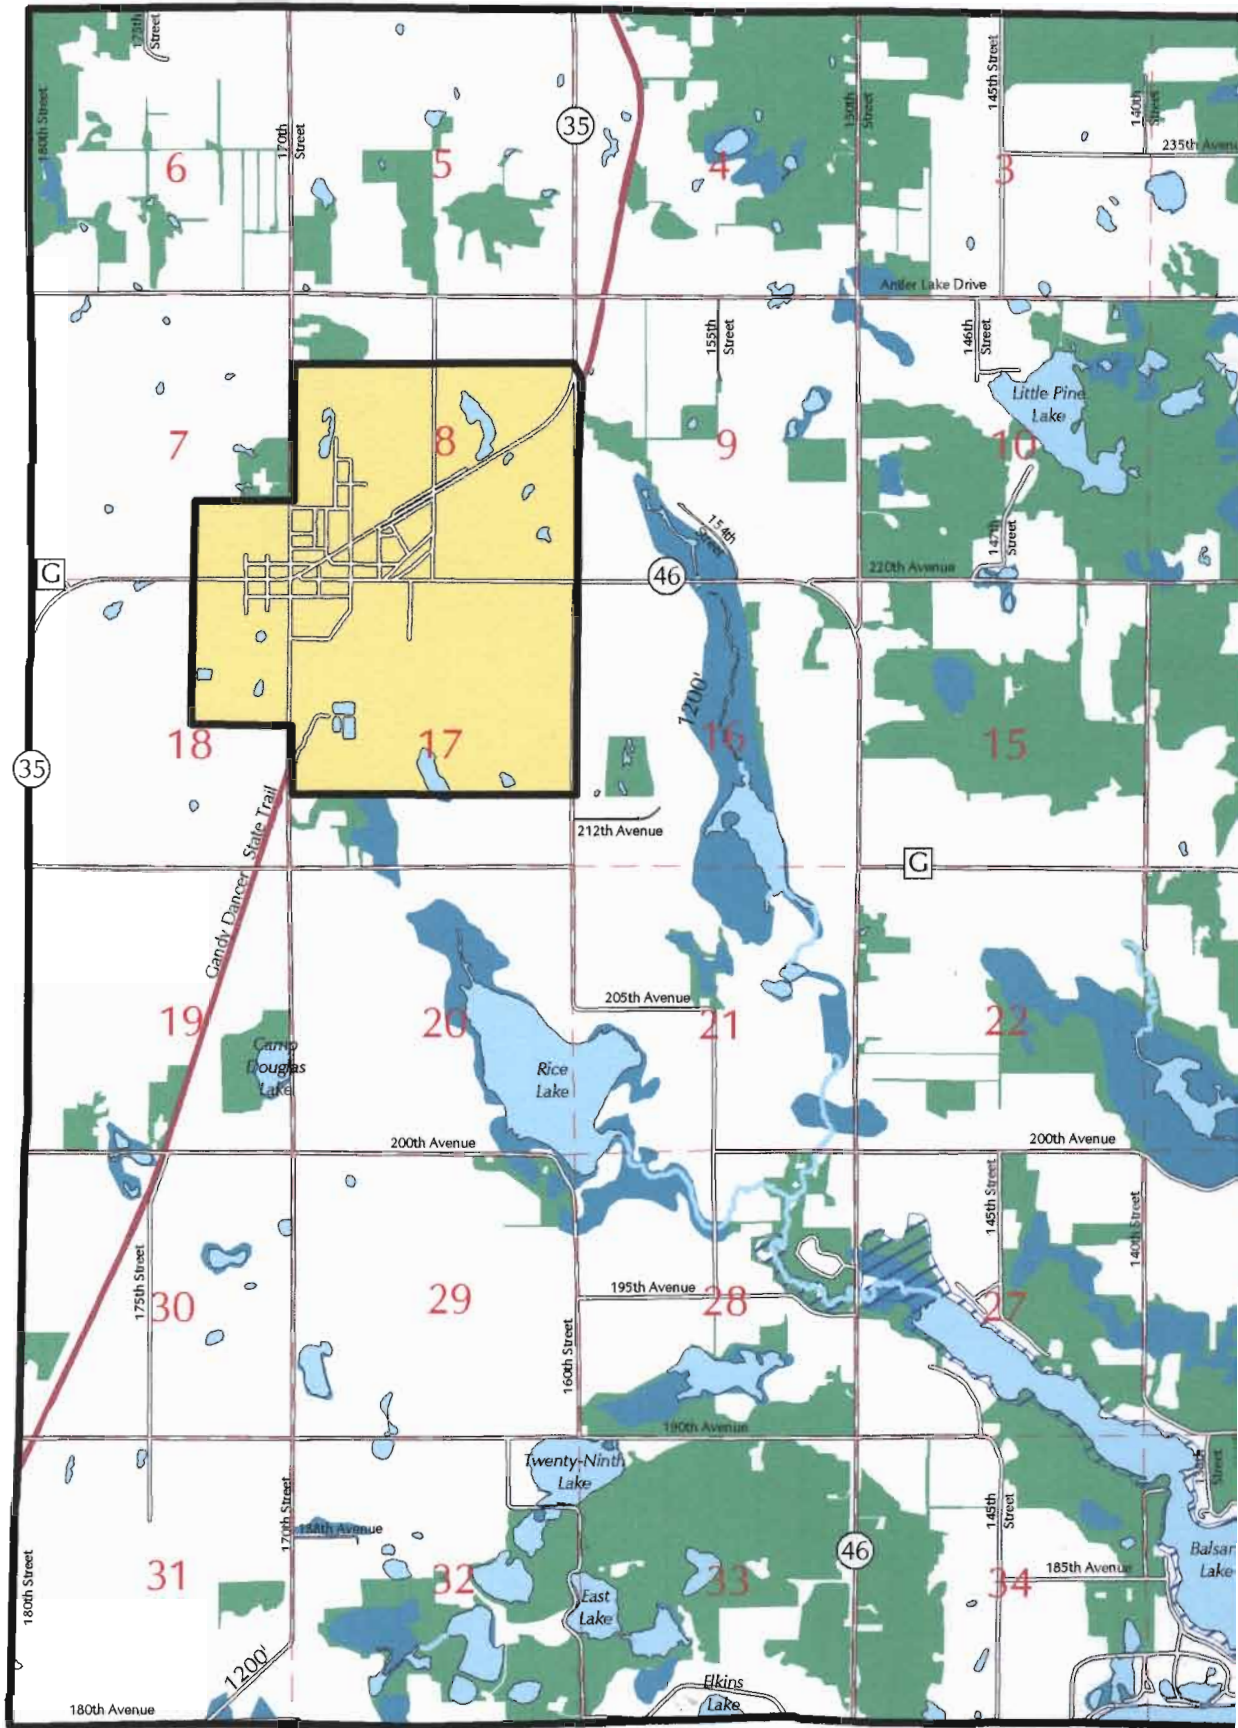 175th
Street
180th Street
170th
Street
35
150th
Street
145th Street
140th
Street
235th Avenu
6
5
4
3
Antler Lake Drive
155th
Street
146th
Street
Little Pine
Lake
7
8
9
10
154th
Street
147th
Street
G
46
220th Avenue
1200'
18
17
16
15
35
212th Avenue
G
Gandy Dancer State Trail
205th Avenue
19
20
21
22
Camp
Douglas
Lake
Rice
Lake
200th Avenue
200th Avenue
145th Street
140th Street
175th Street
195th Avenue
30
29
28
27
160th Street
190th Avenue
Twenty-Ninth
Lake
Street
170th Street
188th Avenue
145th
Street
46
180th Street
31
32
33
34
185th Avenue
Balsar
Lake
East
Lake
1200'
Elkins
Lake
180th Avenue